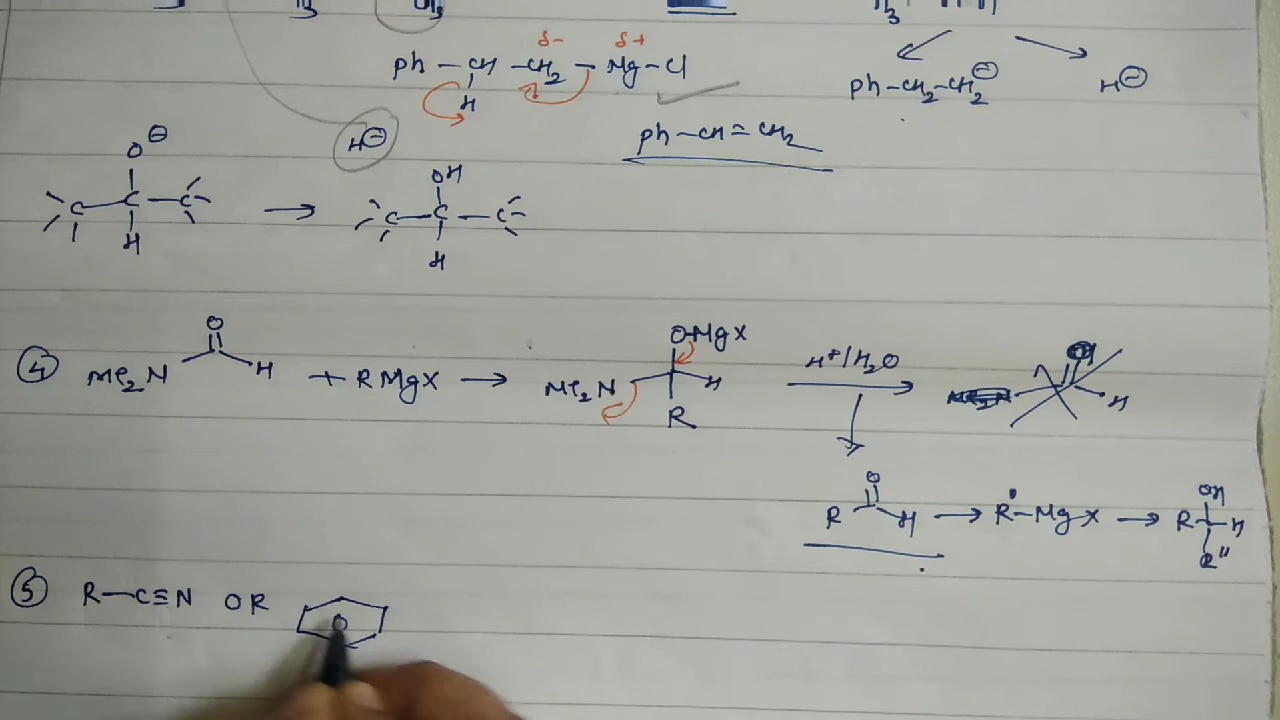 δ- δ+
Ph-CH-CH₂-Mg-Cl
H
Ph-CH₂-CH₂⊖ H⊖
Ph-CH=CH₂
O⊖ H⊖
C-C-C → C-C-C
H OH
H
④ Me₂N O H + RMgX → Me₂N OMgX H R H⁺/H₂O
O H
R O H → R'-MgX → R OH H R"
⑤ R-C≡N OR